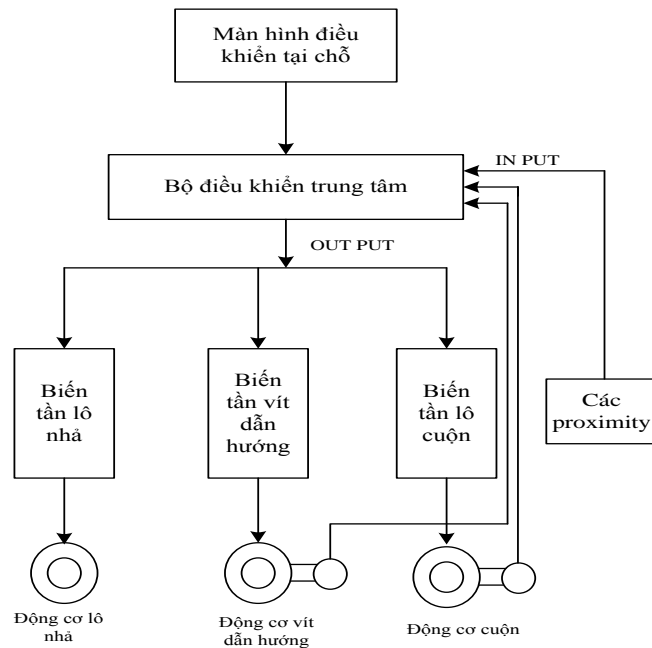 Màn hình điều
khiển tại chỗ
IN PUT
Bộ điều khiển trung tâm
OUT PUT
Biến
tần lô
nhả
Biến
tần vít
dẫn
hướng
Biến
tần lô
cuộn
Các
proximity
Động cơ lô
nhả
Động cơ vít
dẫn hướng
Động cơ cuộn